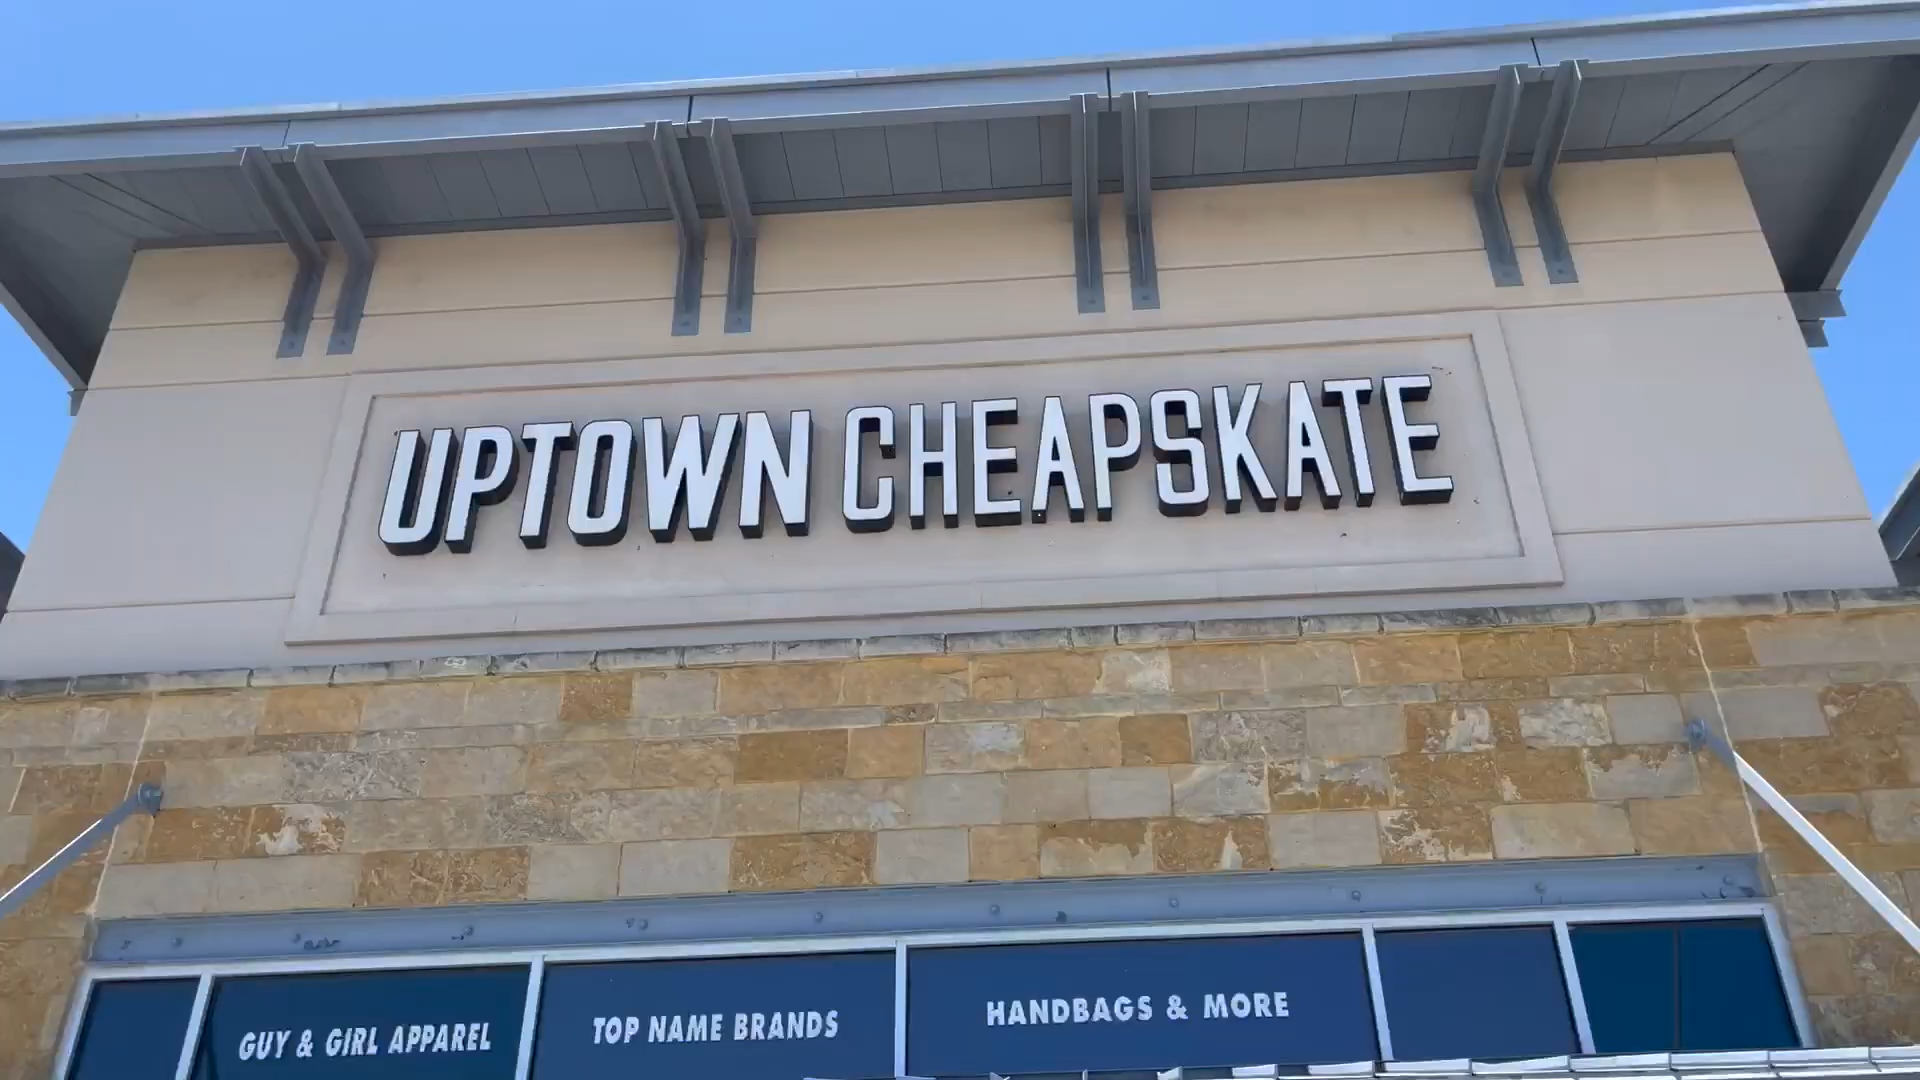 UPTOWN CHEAPSKATE
GUY & GIRL APPAREL
TOP NAME BRANDS
HANDBAGS & MORE